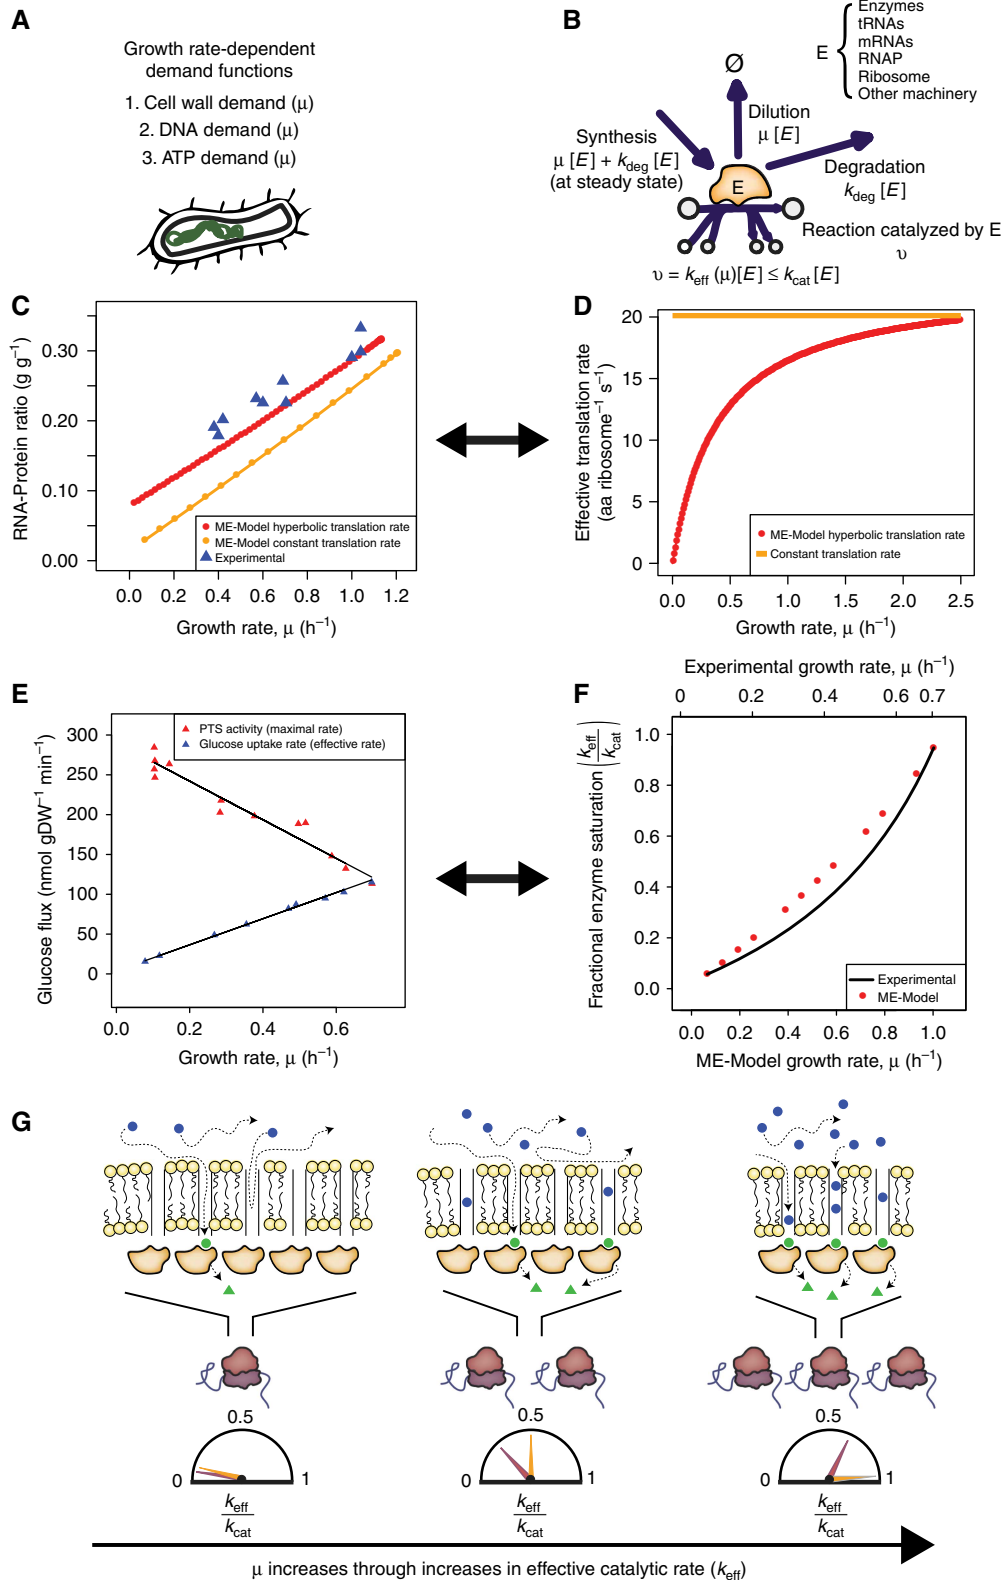 A
Growth rate-dependent
demand functions
1. Cell wall demand (μ)
2. DNA demand (μ)
3. ATP demand (μ)
B
E
Enzymes
tRNAs
mRNAs
RNAP
Ribosome
Other machinery
Ø
Dilution
μ [E]
Synthesis
μ [E] + kdeg [E]
(at steady state)
Degradation
kdeg [E]
E
Reaction catalyzed by E
υ
υ = keff (μ)[E] ≤ kcat [E]
C
RNA-Protein ratio (g g⁻¹)
0.30
0.20
0.10
0.00
ME-Model hyperbolic translation rate
ME-Model constant translation rate
Experimental
0.0 0.2 0.4 0.6 0.8 1.0 1.2
Growth rate, μ (h⁻¹)
D
Effective translation rate
(aa ribosome⁻¹ s⁻¹)
20
15
10
5
0
ME-Model hyperbolic translation rate
Constant translation rate
0.0 0.5 1.0 1.5 2.0 2.5
Growth rate, μ (h⁻¹)
E
Glucose flux (nmol gDW⁻¹ min⁻¹)
300
250
200
150
100
50
0
PTS activity (maximal rate)
Glucose uptake rate (effective rate)
0.0 0.2 0.4 0.6
Growth rate, μ (h⁻¹)
F
Experimental growth rate, μ (h⁻¹)
0 0.2 0.4 0.6 0.7
Fractional enzyme saturation (keff/kcat)
1.0
0.8
0.6
0.4
0.2
0.0
Experimental
ME-Model
0.0 0.2 0.4 0.6 0.8 1.0
ME-Model growth rate, μ (h⁻¹)
G
0.5
0 1
keff
kcat
0.5
0 1
keff
kcat
0.5
0 1
keff
kcat
μ increases through increases in effective catalytic rate (keff)